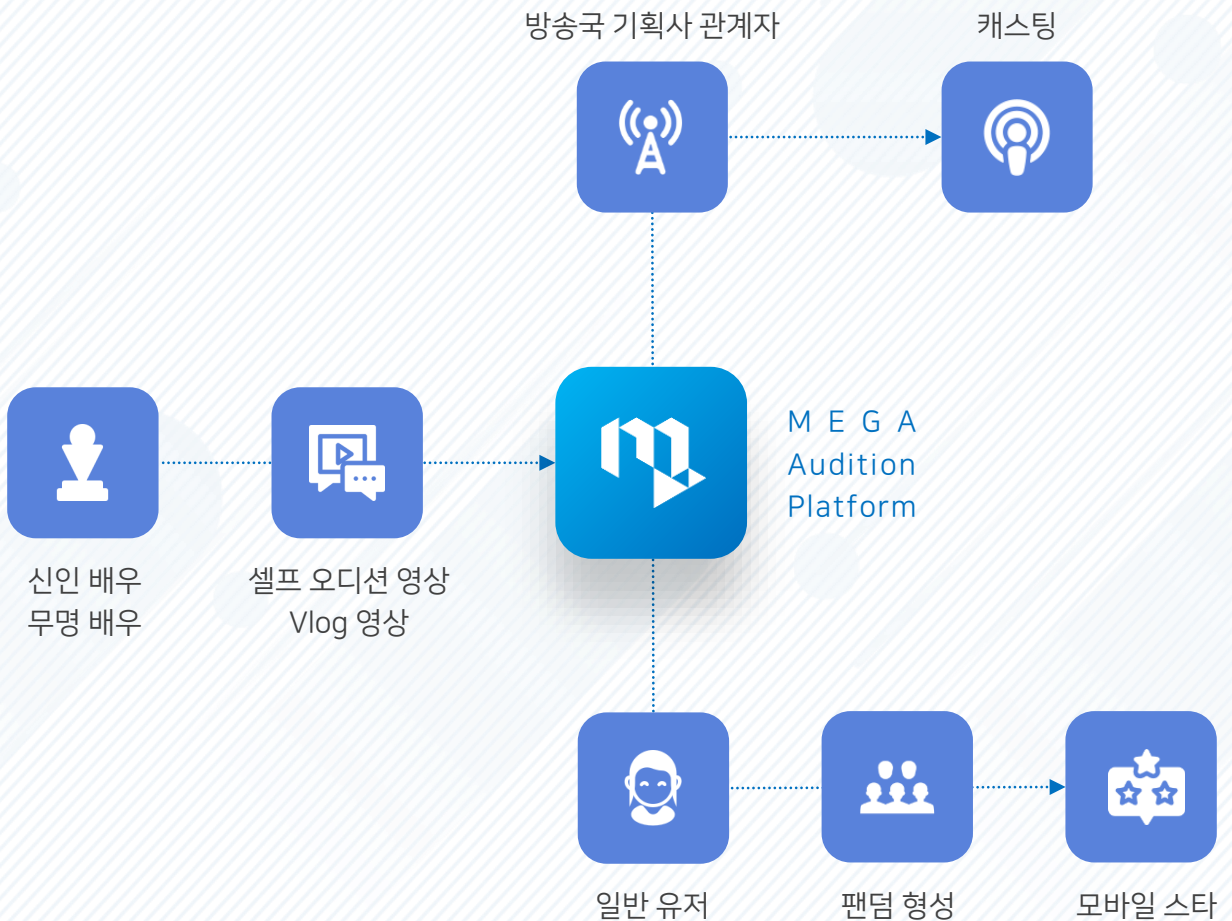 방송국 기획사 관계자
캐스팅
M E G A
Audition
Platform
신인 배우
무명 배우
셀프 오디션 영상
Vlog 영상
일반 유저
팬덤 형성
모바일 스타